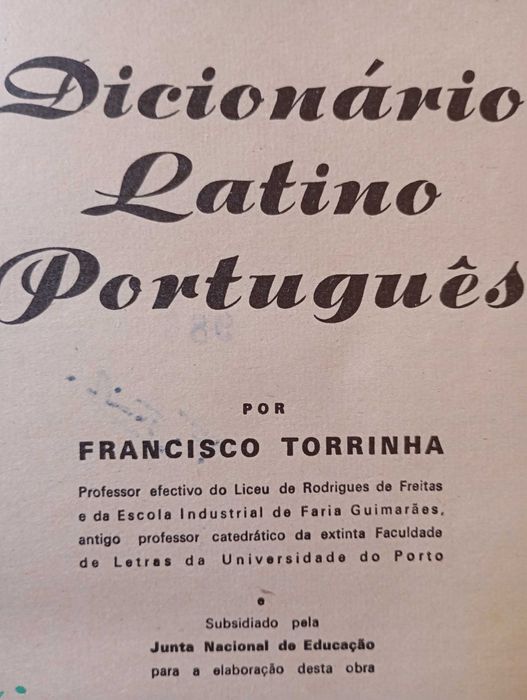 Dicionário
Latino
Português
POR
FRANCISCO TORRINHA
Professor efectivo do Liceu de Rodrigues de Freitas
e da Escola Industrial de Faria Guimarães,
antigo professor catedrático da extinta Faculdade
de Letras da Universidade do Porto
e
Subsidiado pela
Junta Nacional de Educação
para a elaboração desta obra